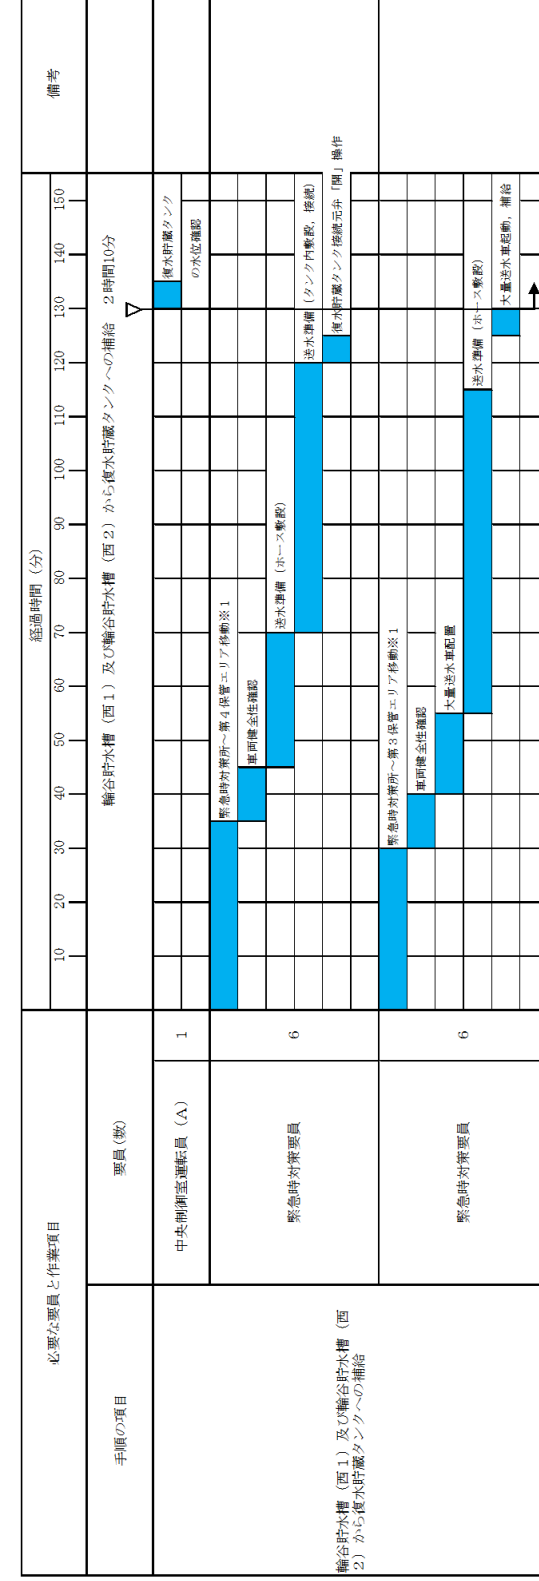 必要な要員と作業項目
経過時間（分）
備考
手順の項目
要員(数)
10 20 30 40 50 60 70 80 90 100 110 120 130 140 150
輪谷貯水槽（西１）及び輪谷貯水槽（西２）から復水貯蔵タンクへの補給　２時間10分
輪谷貯水槽（西１）及び輪谷貯水槽（西
２）から復水貯蔵タンクへの補給
中央制御室運転員（Ａ）
1
復水貯蔵タンク
の水位確認
緊急時対策要員
6
緊急時対策所～第４保管エリア移動※１
車両健全性確認
送水準備（ホース敷設）
送水準備（タンク内敷設，接続）
復水貯蔵タンク接続元弁「開」操作
緊急時対策要員
6
緊急時対策所～第３保管エリア移動※１
車両健全性確認
大量送水車配置
送水準備（ホース敷設）
大量送水車起動，補給